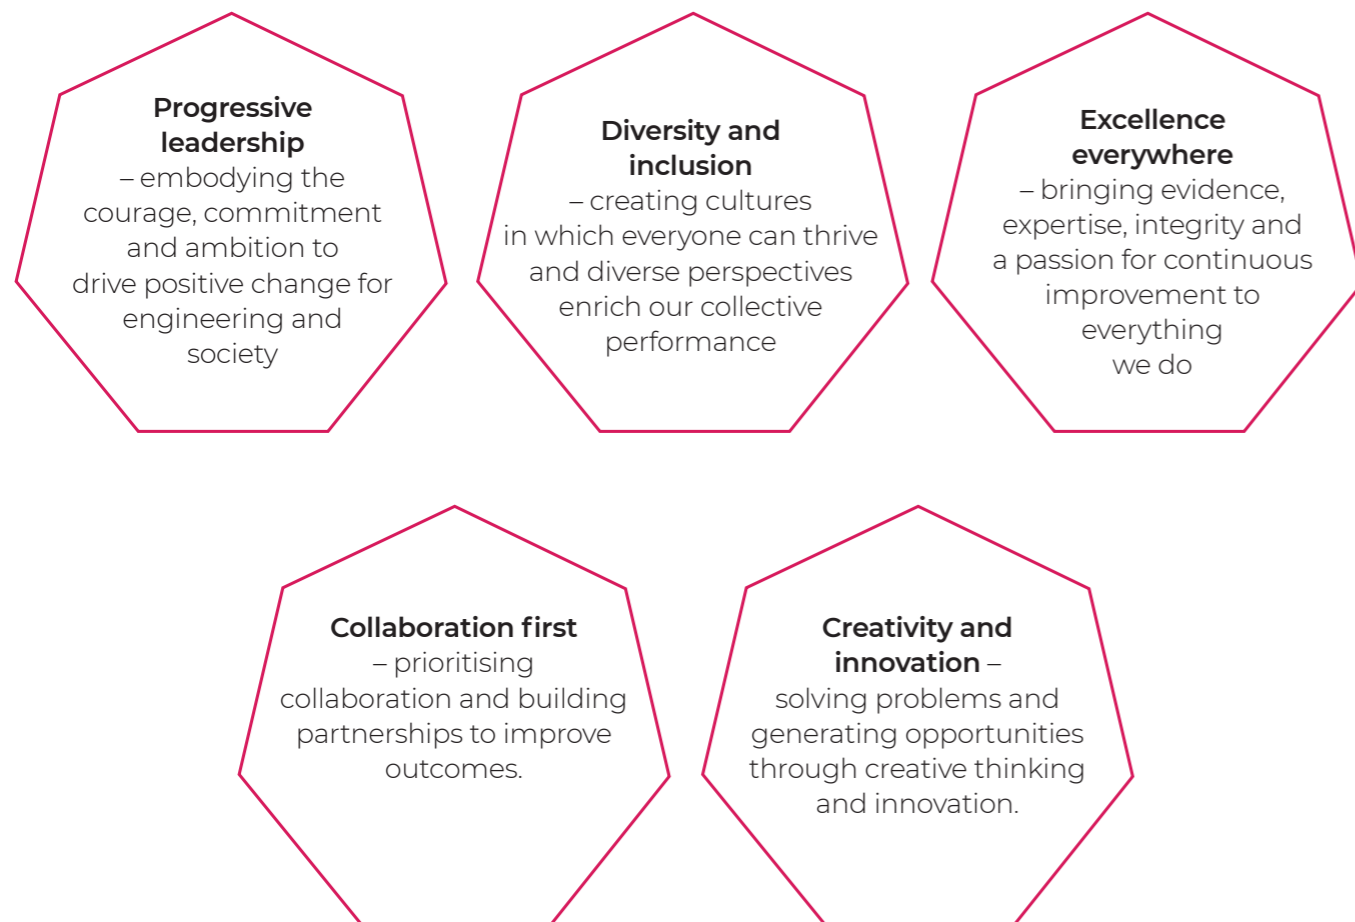 Progressive
leadership
– embodying the
courage, commitment
and ambition to
drive positive change for
engineering and
society
Diversity and
inclusion
– creating cultures
in which everyone can thrive
and diverse perspectives
enrich our collective
performance
Excellence
everywhere
– bringing evidence,
expertise, integrity and
a passion for continuous
improvement to
everything
we do
Collaboration first
– prioritising
collaboration and building
partnerships to improve
outcomes.
Creativity and
innovation –
solving problems and
generating opportunities
through creative thinking
and innovation.